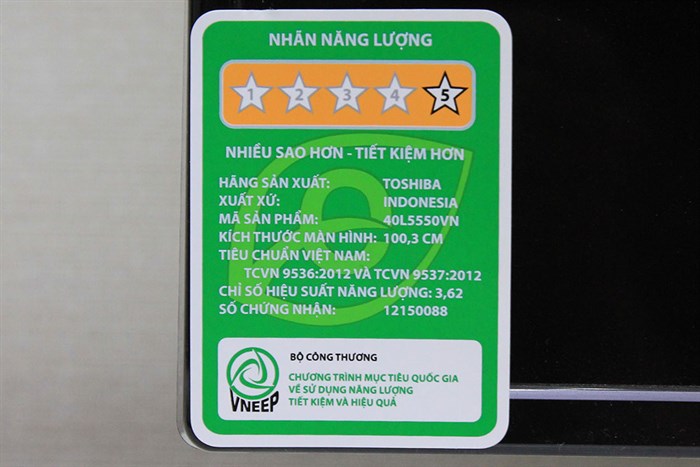 NHÃN NĂNG LƯỢNG
1 2 3 4 5
NHIỀU SAO HƠN - TIẾT KIỆM HƠN
HÃNG SẢN XUẤT: TOSHIBA
XUẤT XỨ: INDONESIA
MÃ SẢN PHẨM: 40L5550VN
KÍCH THƯỚC MÀN HÌNH: 100,3 CM
TIÊU CHUẨN VIỆT NAM:
TCVN 9536:2012 VÀ TCVN 9537:2012
CHỈ SỐ HIỆU SUẤT NĂNG LƯỢNG: 3,62
SỐ CHỨNG NHẬN: 12150088
BỘ CÔNG THƯƠNG
CHƯƠNG TRÌNH MỤC TIÊU QUỐC GIA
VỀ SỬ DỤNG NĂNG LƯỢNG
TIẾT KIỆM VÀ HIỆU QUẢ
VNEEP